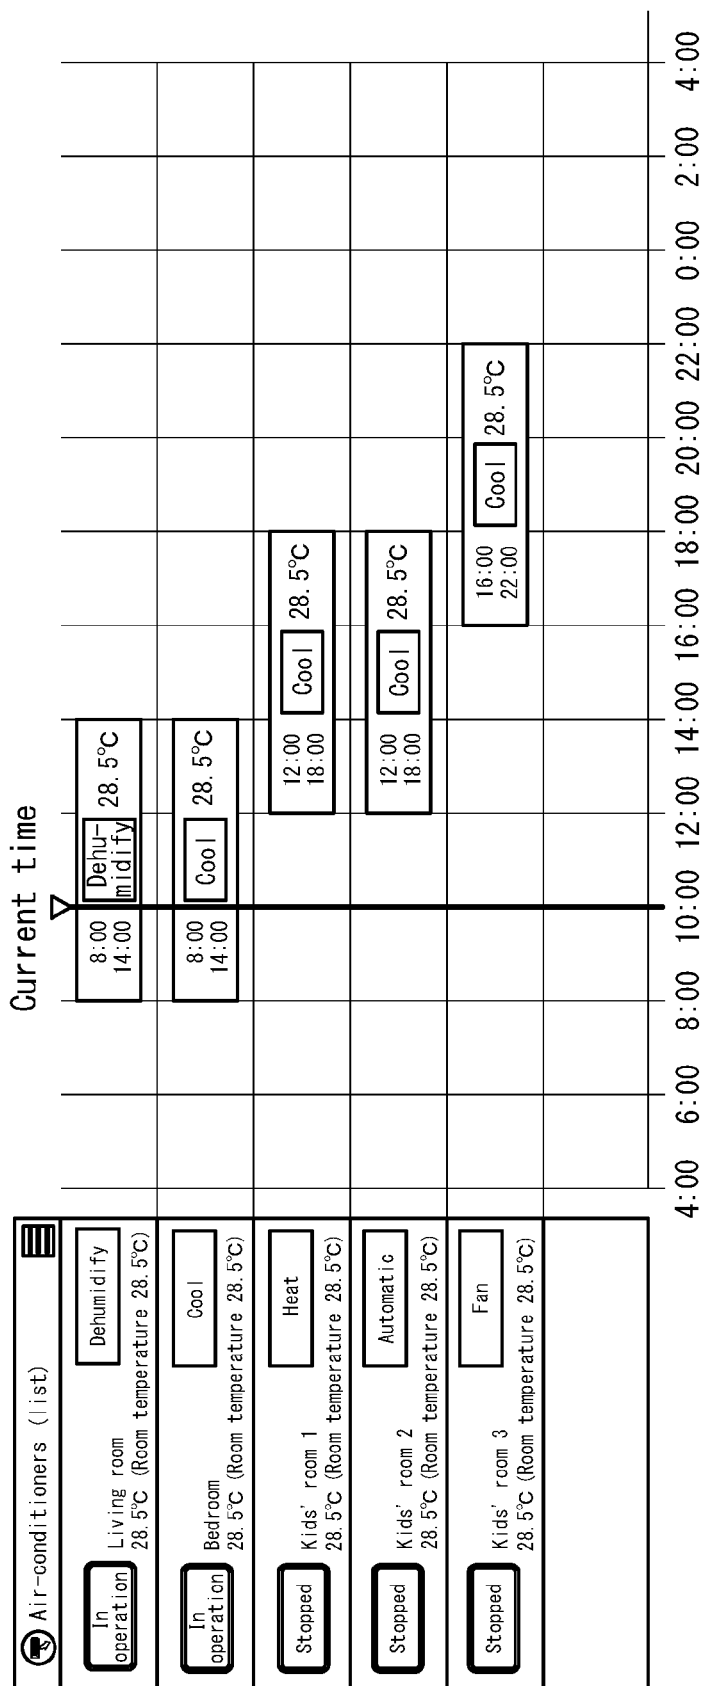 Current time
Air-conditioners (list)
In
operation
Living room
28.5°C (Room temperature 28.5°C)
Dehumidify
8:00
14:00
Dehu-
midify
28.5°C
In
operation
Bedroom
28.5°C (Room temperature 28.5°C)
Cool
8:00
14:00
Cool
28.5°C
Stopped
Kids' room 1
28.5°C (Room temperature 28.5°C)
Heat
12:00
18:00
Cool
28.5°C
Stopped
Kids' room 2
28.5°C (Room temperature 28.5°C)
Automatic
12:00
18:00
Cool
28.5°C
Stopped
Kids' room 3
28.5°C (Room temperature 28.5°C)
Fan
16:00
22:00
Cool
28.5°C
4:00 6:00 8:00 10:00 12:00 14:00 16:00 18:00 20:00 22:00 0:00 2:00 4:00